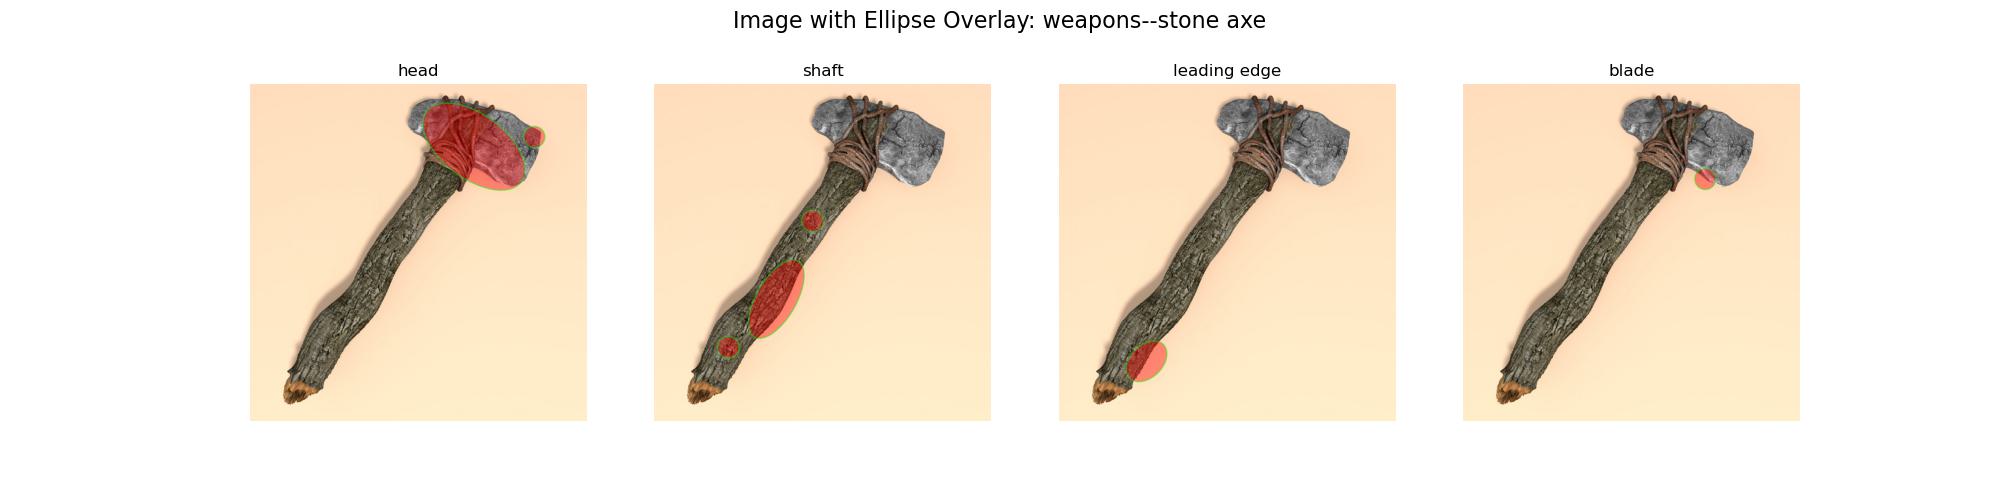 Image with Ellipse Overlay: weapons--stone axe
head
shaft
leading edge
blade